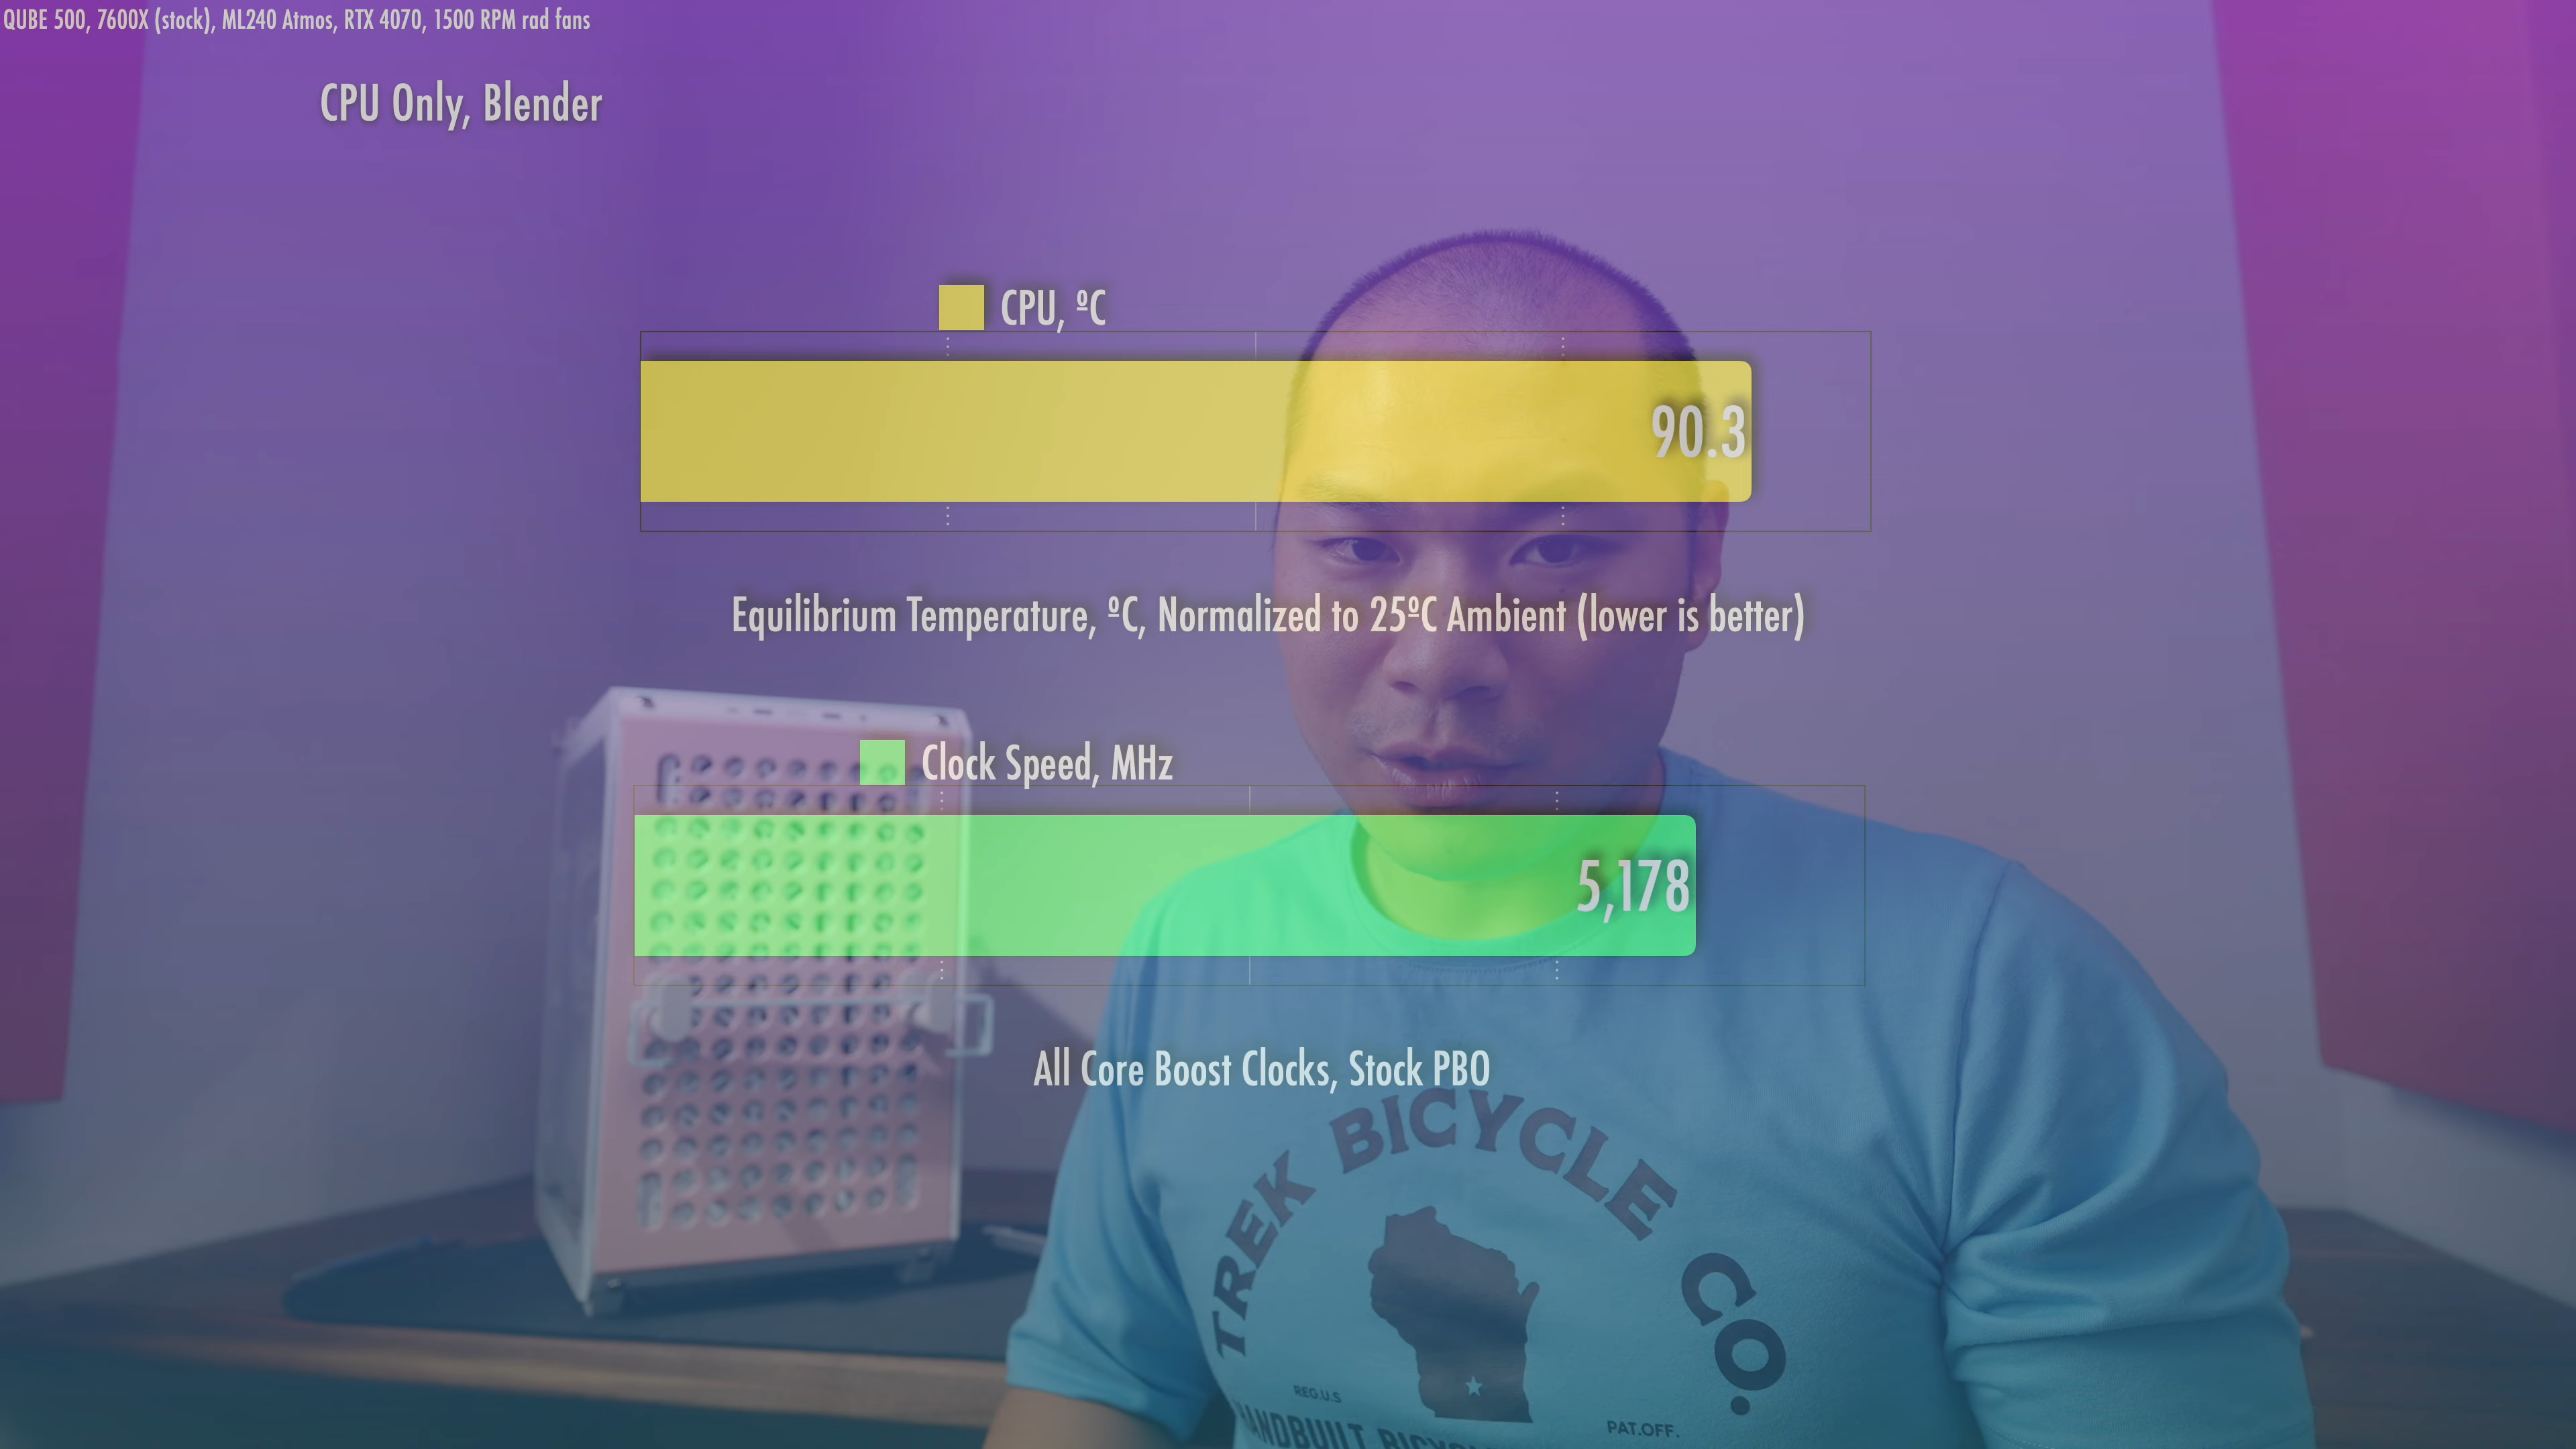 QUBE 500, 7600X (stock), ML240 Atmos, RTX 4070, 1500 RPM rad fans
CPU Only, Blender
CPU, ºC
90.3
Equilibrium Temperature, ºC, Normalized to 25ºC Ambient (lower is better)
Clock Speed, MHz
5,178
All Core Boost Clocks, Stock PBO
TREK BICYCLE CO.
REG.U.S
PAT.OFF.